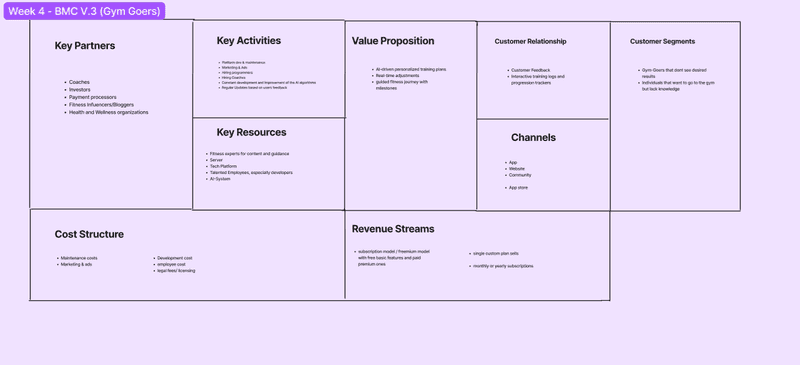 Week 4 - BMC V.3 (Gym Goers)
Key Partners
• Coaches
• Investors
• Payment processors
• Fitness Influencers/Bloggers
• Health and Wellness organizations
Key Activities
• Platform dev & maintenance
• Marketing & Ads
• Hiring programmers
• Hiring Coaches
• Constant development and improvement of the AI algorithms
• Regular Updates based on users feedback
Key Resources
• Fitness experts for content and guidance
• Server
• Tech Platform
• Talented Employees, especially developers
• AI-System
Value Proposition
• AI-driven personalized training plans
• Real-time adjustments
• guided fitness journey with
milestones
Customer Relationship
• Customer Feedback
• Interactive training logs and
progression trackers
Channels
• App
• Website
• Community
• App store
Customer Segments
• Gym-Goers that dont see desired
results
• Individuals that want to go to the gym
but lack knowledge
Cost Structure
• Maintenance costs
• Marketing & ads
• Development cost
• employee cost
• legal fees/ licensing
Revenue Streams
• subscription model / freemium model
with free basic features and paid
premium ones
• single custom plan sells
• monthly or yearly subscriptions